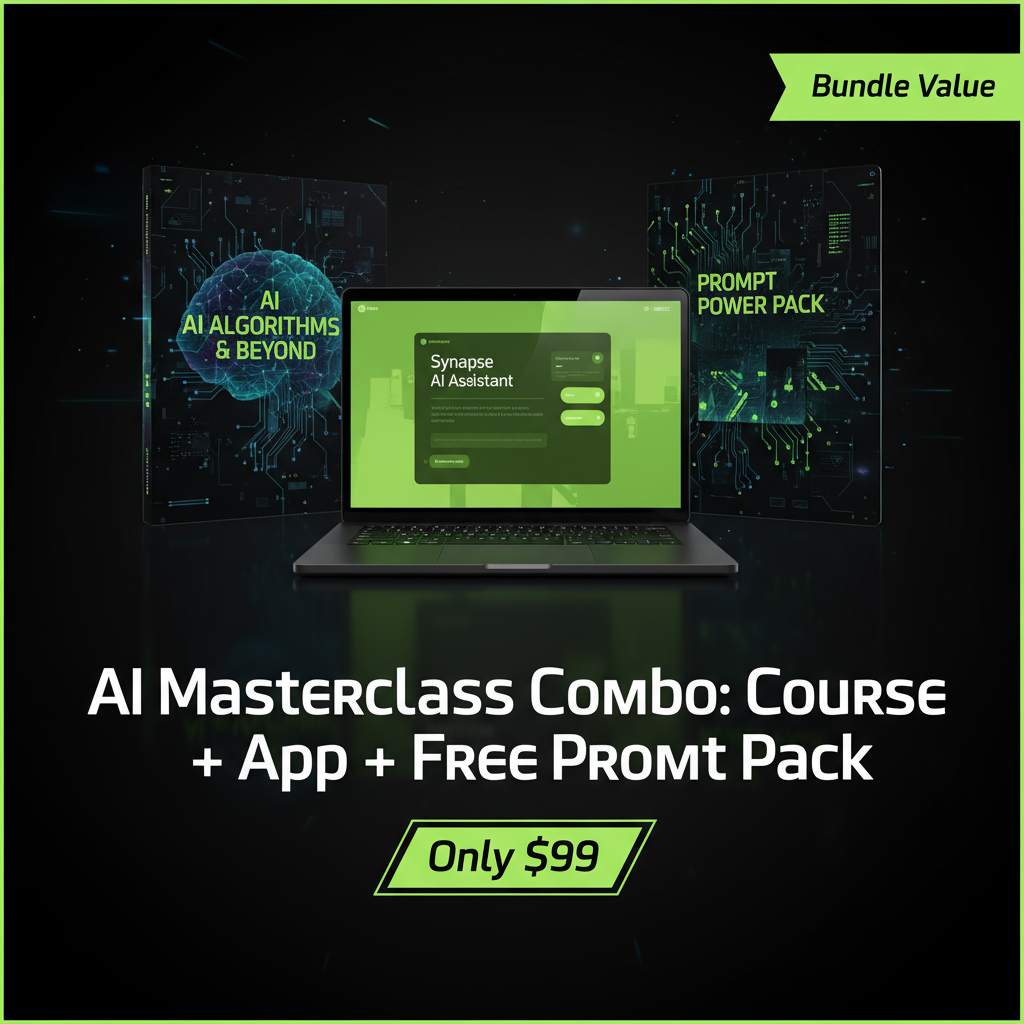 Bundle Value
AI
AI ALGORITHMS
& BEYOND
PROMPT
POWER PACK
Synapse
AI Assistant
AI Masterclass Combo: Course
+ App + Free Promt Pack
Only $99